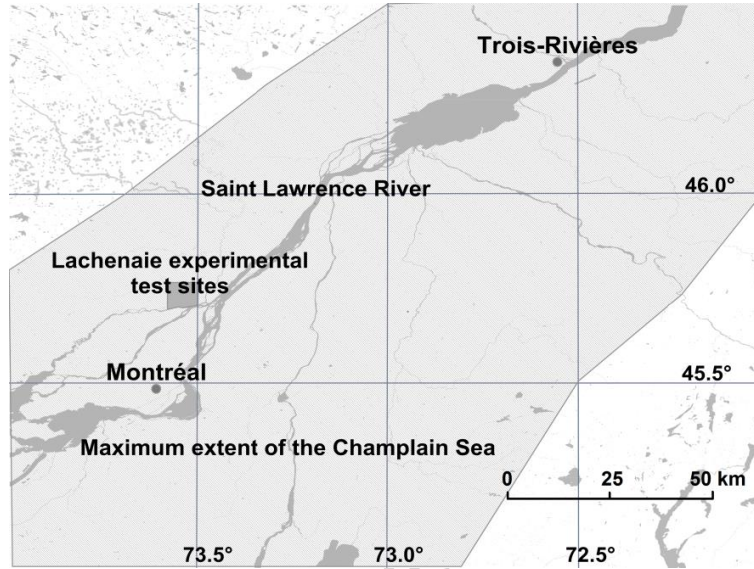 Trois-Rivières
46.0°
Saint Lawrence River
Lachenaie experimental
test sites
Montréal
45.5°
Maximum extent of the Champlain Sea
0 25 50 km
73.5° 73.0° 72.5°